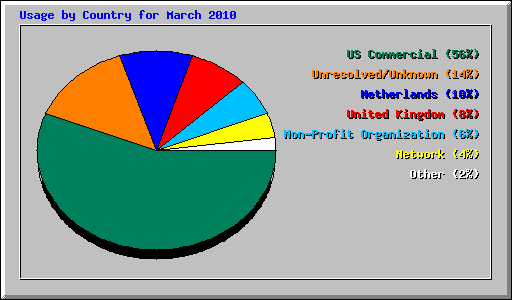 Usage by Country for March 2010
US Commercial (56%)
Unresolved/Unknown (14%)
Netherlands (10%)
United Kingdom (8%)
Non-Profit Organization (6%)
Network (4%)
Other (2%)